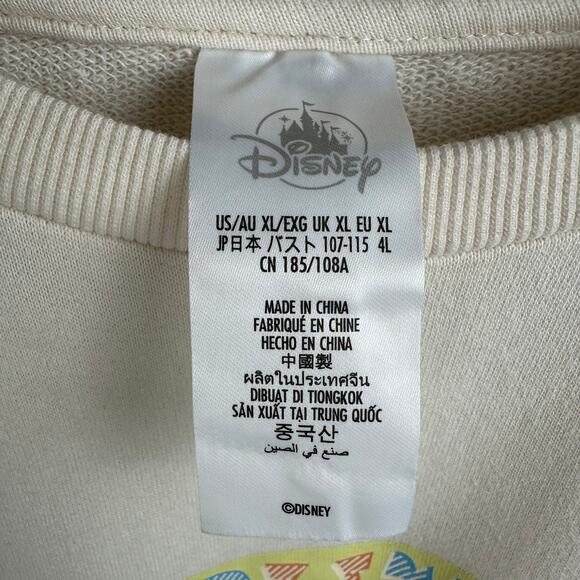 Disney
US/AU XL/EXG UK XL EU XL
JP日本 バスト 107-115 4L
CN 185/108A
MADE IN CHINA
FABRIQUÉ EN CHINE
HECHO EN CHINA
中國製
ผลิตในประเทศจีน
DIBUAT DI TIONGKOK
SẢN XUẤT TẠI TRUNG QUỐC
중국산
صنع في الصين
©DISNEY